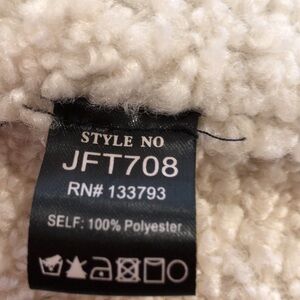 STYLE NO
JFT708
RN# 133793
SELF: 100% Polyester